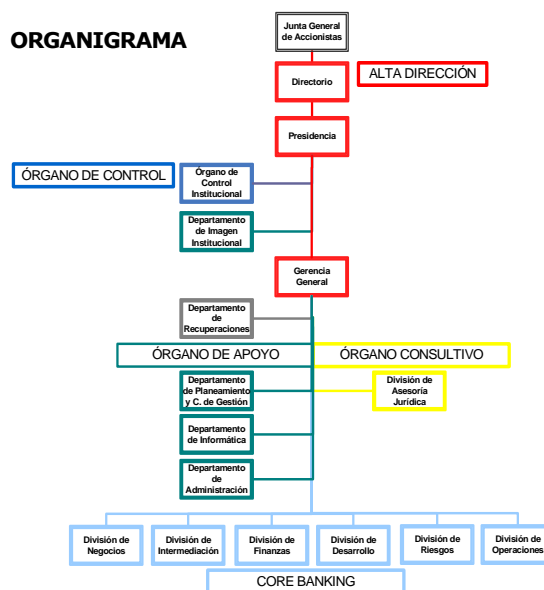 ORGANIGRAMA
Junta General
de Accionistas
Directorio
ALTA DIRECCIÓN
Presidencia
ÓRGANO DE CONTROL
Órgano de
Control
Institucional
Departamento
de Imagen
Institucional
Gerencia
General
Departamento
de
Recuperaciones
ÓRGANO DE APOYO
ÓRGANO CONSULTIVO
Departamento
de Planeamiento
y C. de Gestión
División de
Asesoría
Jurídica
Departamento
de Informática
Departamento
de
Administración
División de
Negocios
División de
Intermediación
División de
Finanzas
División de
Desarrollo
División de
Riesgos
División de
Operaciones
CORE BANKING